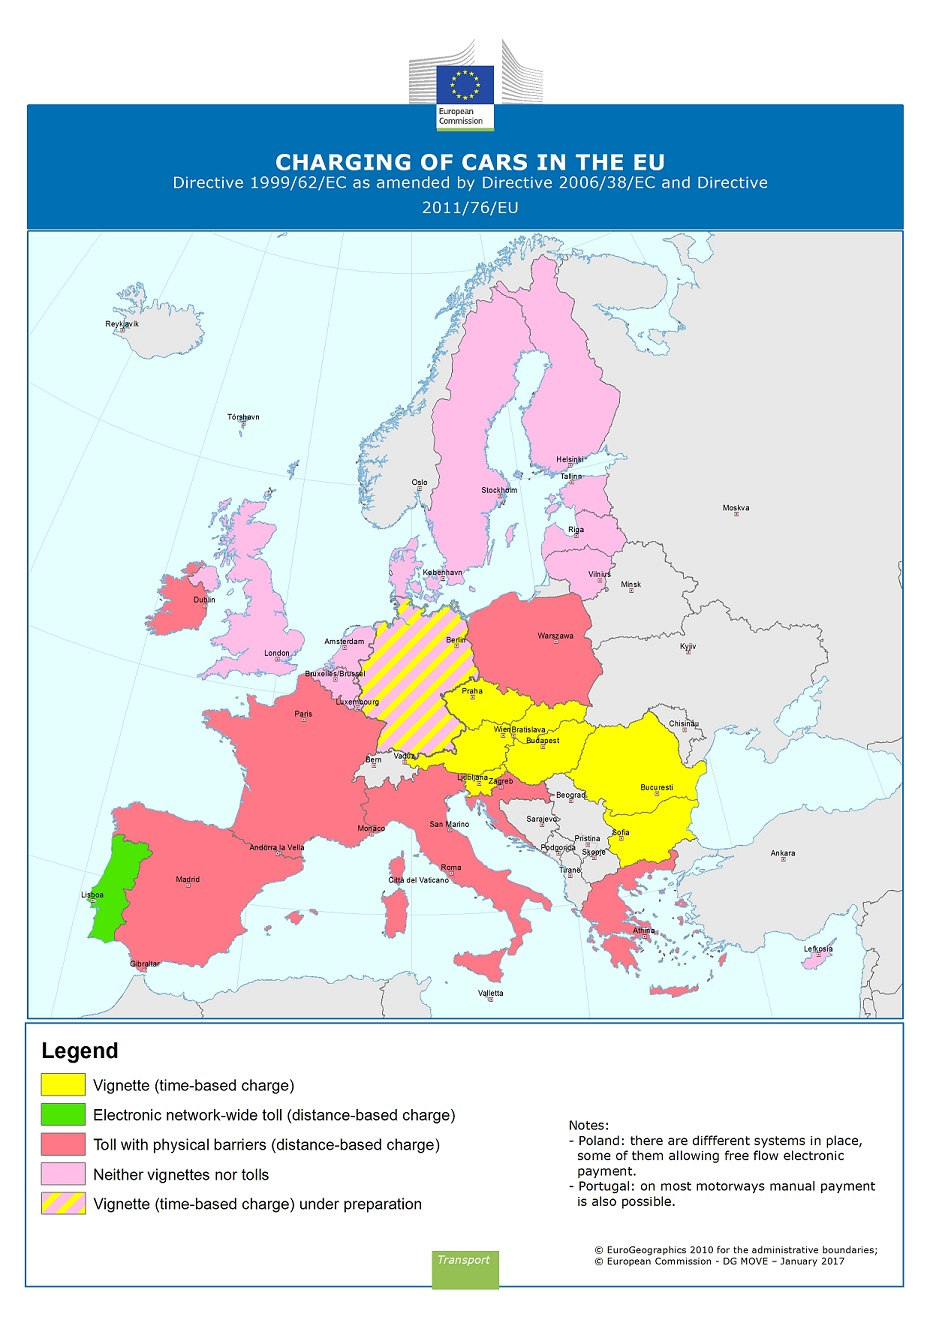 European
Commission
CHARGING OF CARS IN THE EU
Directive 1999/62/EC as amended by Directive 2006/38/EC and Directive
2011/76/EU
Reykjavik
Tórshavn
Helsinki
Tallinn
Oslo
Stockholm
Moskva
Riga
København
Vilnius
Minsk
Dublin
Warszawa
Amsterdam
Berlin
Kyjiv
London
Bruxelles/Brussel
Praha
Luxembourg
Paris
Chisinau
Wien
Bratislava
Budapest
Bern
Vaduz
Ljubljana
Zagreb
Bucuresti
Beograd
Sarajevo
Monaco
San Marino
Sofia
Pristina
Andorra la Vella
Podgorica
Skopje
Ankara
Roma
Tirane
Madrid
Città del Vaticano
Lisboa
Athina
Lefkosia
Gibraltar
Valletta
Legend
Vignette (time-based charge)
Electronic network-wide toll (distance-based charge)
Toll with physical barriers (distance-based charge)
Neither vignettes nor tolls
Vignette (time-based charge) under preparation
Notes:
- Poland: there are diffferent systems in place,
some of them allowing free flow electronic
payment.
- Portugal: on most motorways manual payment
is also possible.
© EuroGeographics 2010 for the administrative boundaries;
© European Commission - DG MOVE – January 2017
Transport